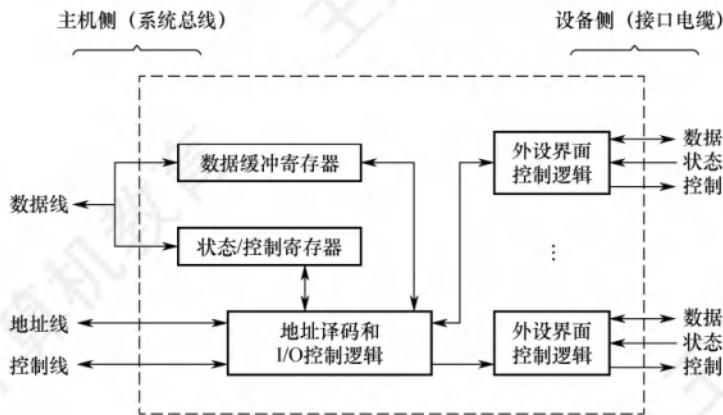 主机侧（系统总线）
设备侧（接口电缆）
数据缓冲寄存器
外设界面
控制逻辑
数据
状态
控制
数据线
状态/控制寄存器
⋮
地址线
控制线
地址译码和
I/O控制逻辑
外设界面
控制逻辑
数据
状态
控制